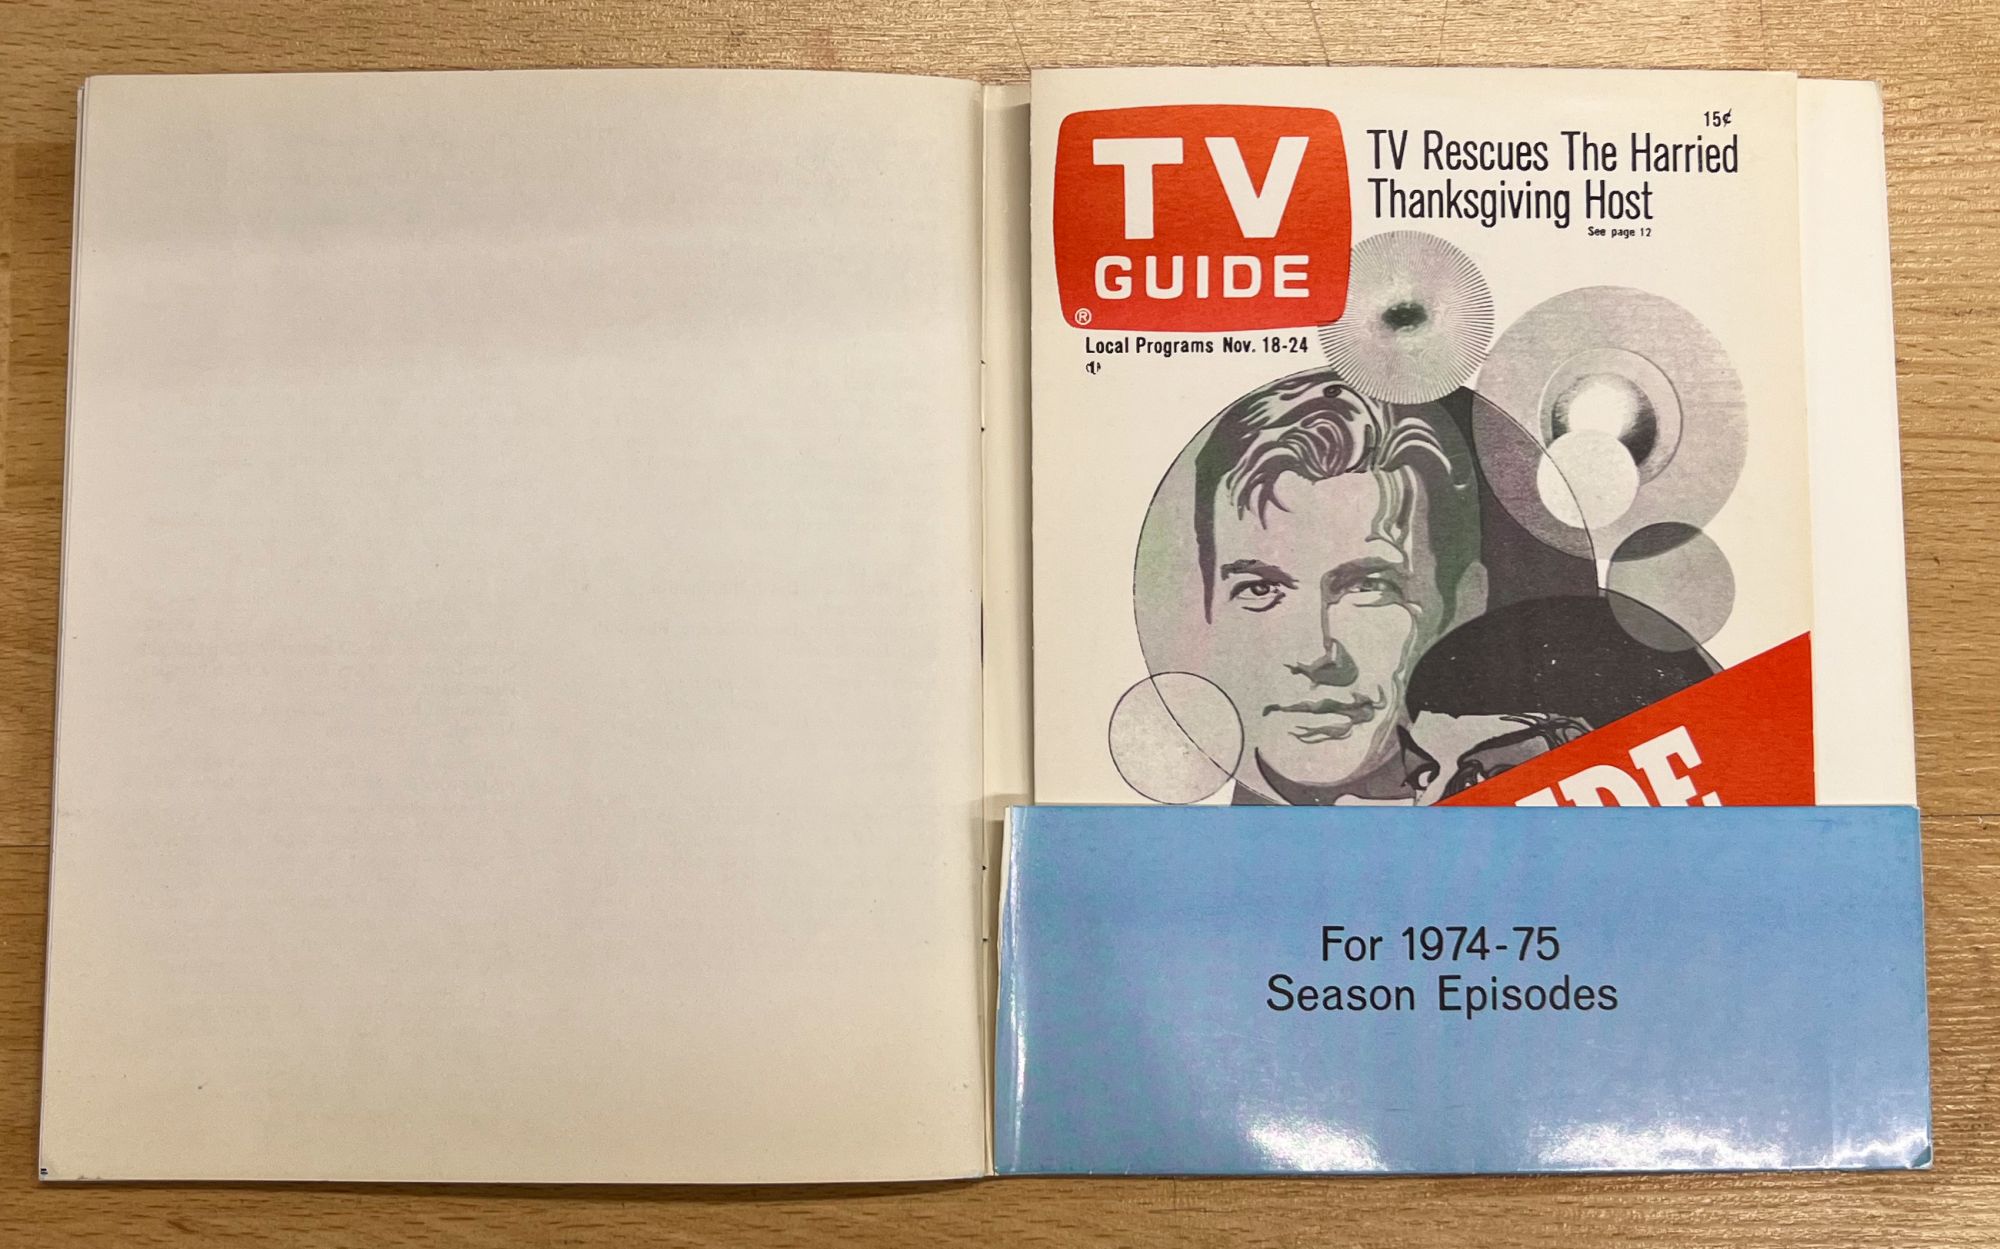 15¢
TV
GUIDE
®
TV Rescues The Harried
Thanksgiving Host
See page 12
Local Programs Nov. 18-24
For 1974-75
Season Episodes